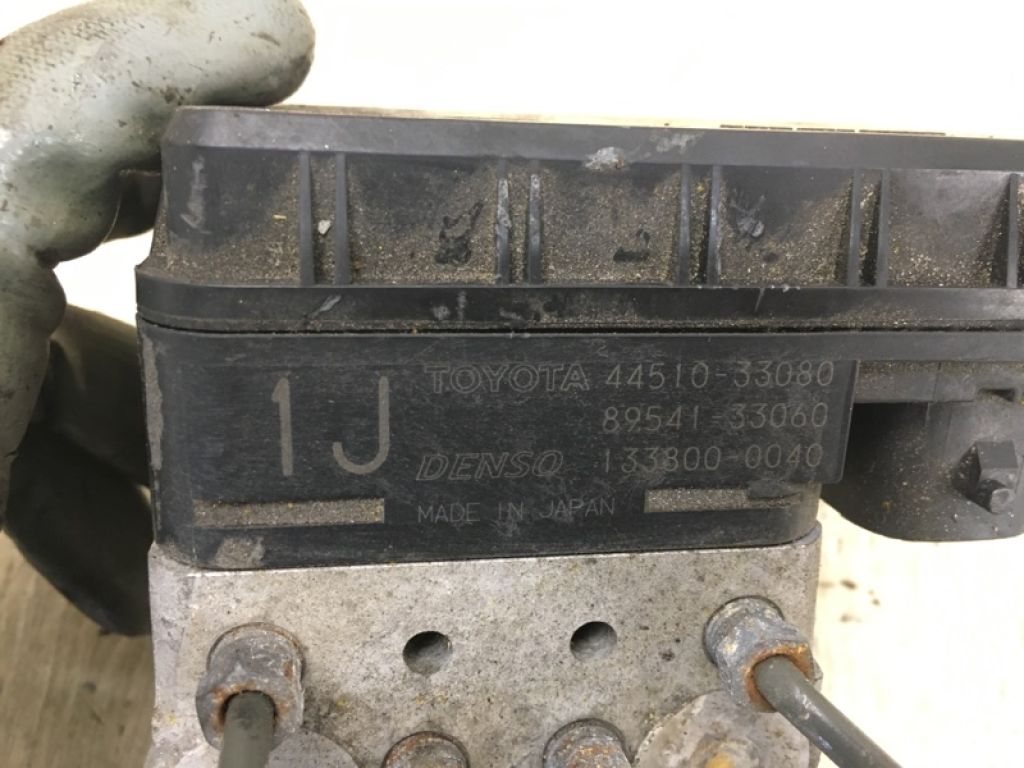 1J
TOYOTA 44510-33080
89541-33060
DENSO 133800-0040
MADE IN JAPAN